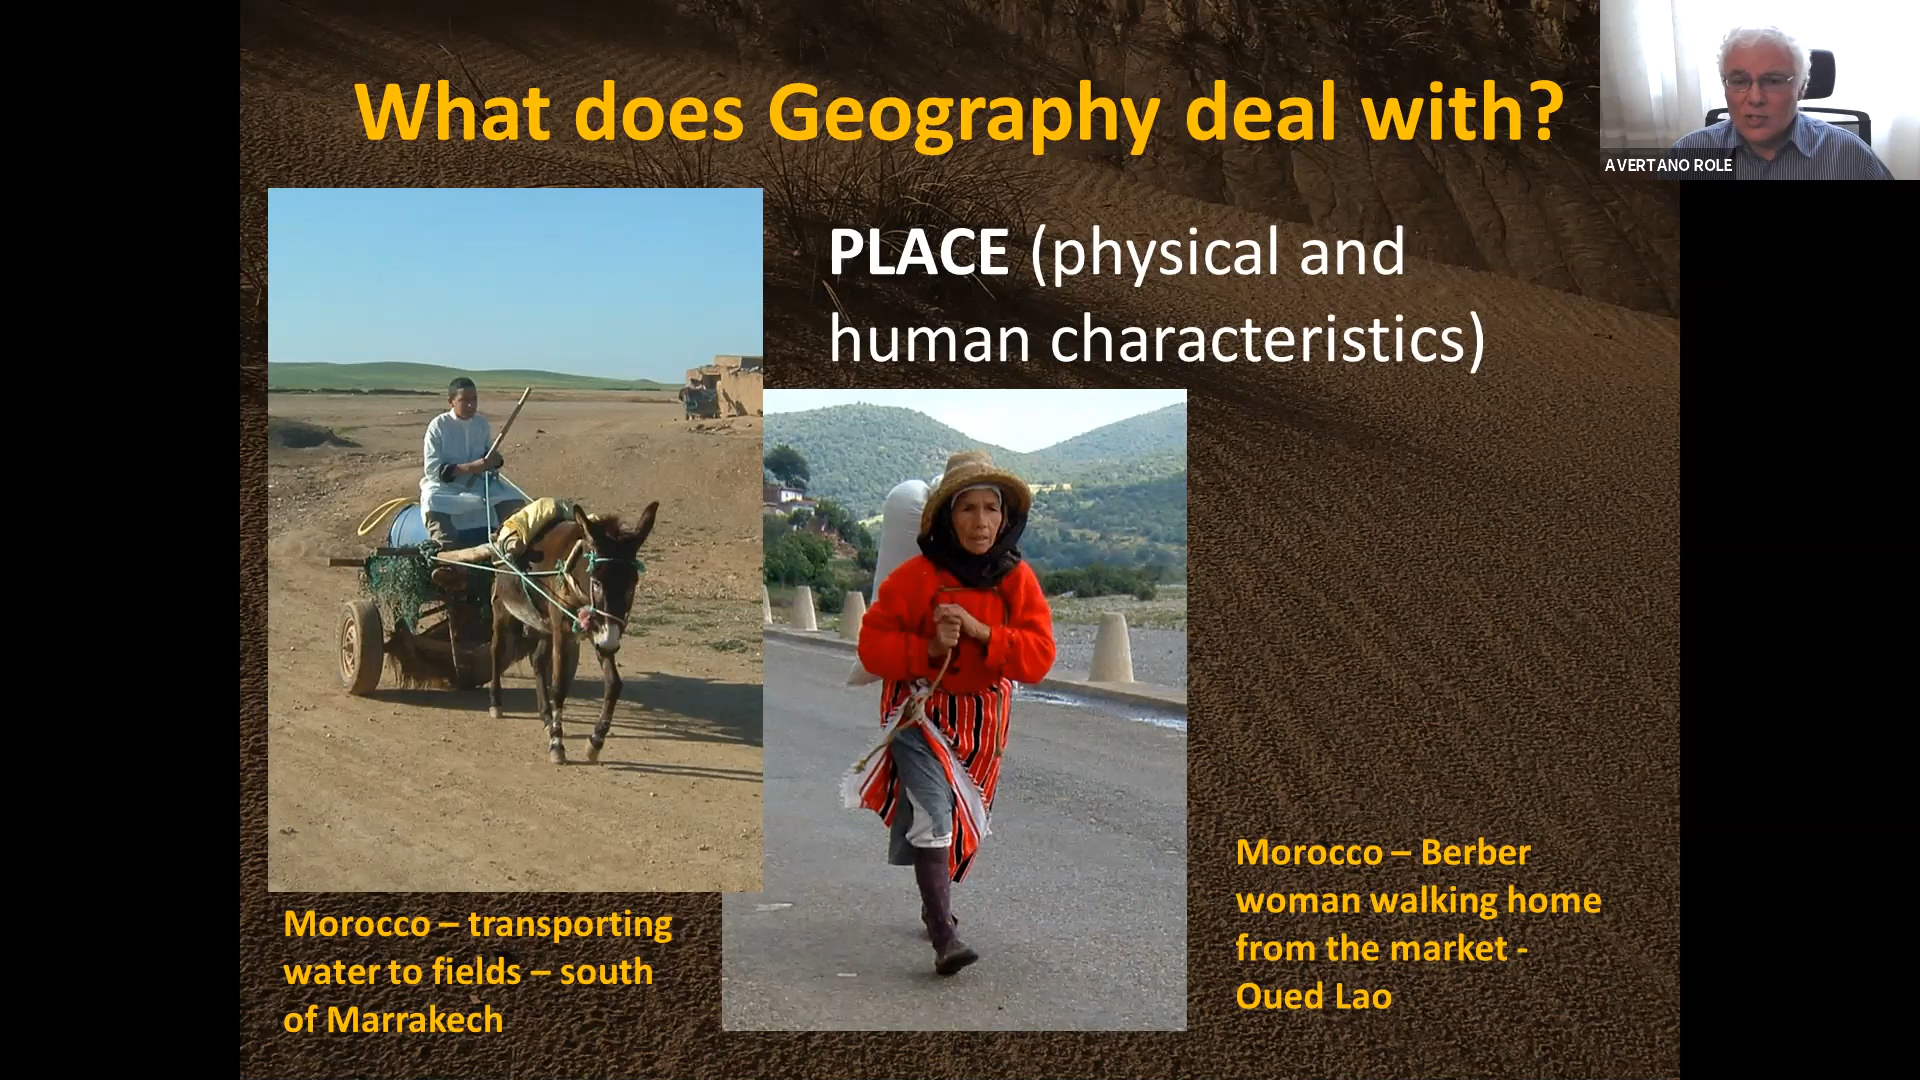 What does Geography deal with?
AVERTANO ROLE
PLACE (physical and
human characteristics)
Morocco – transporting
water to fields – south
of Marrakech
Morocco – Berber
woman walking home
from the market -
Oued Lao